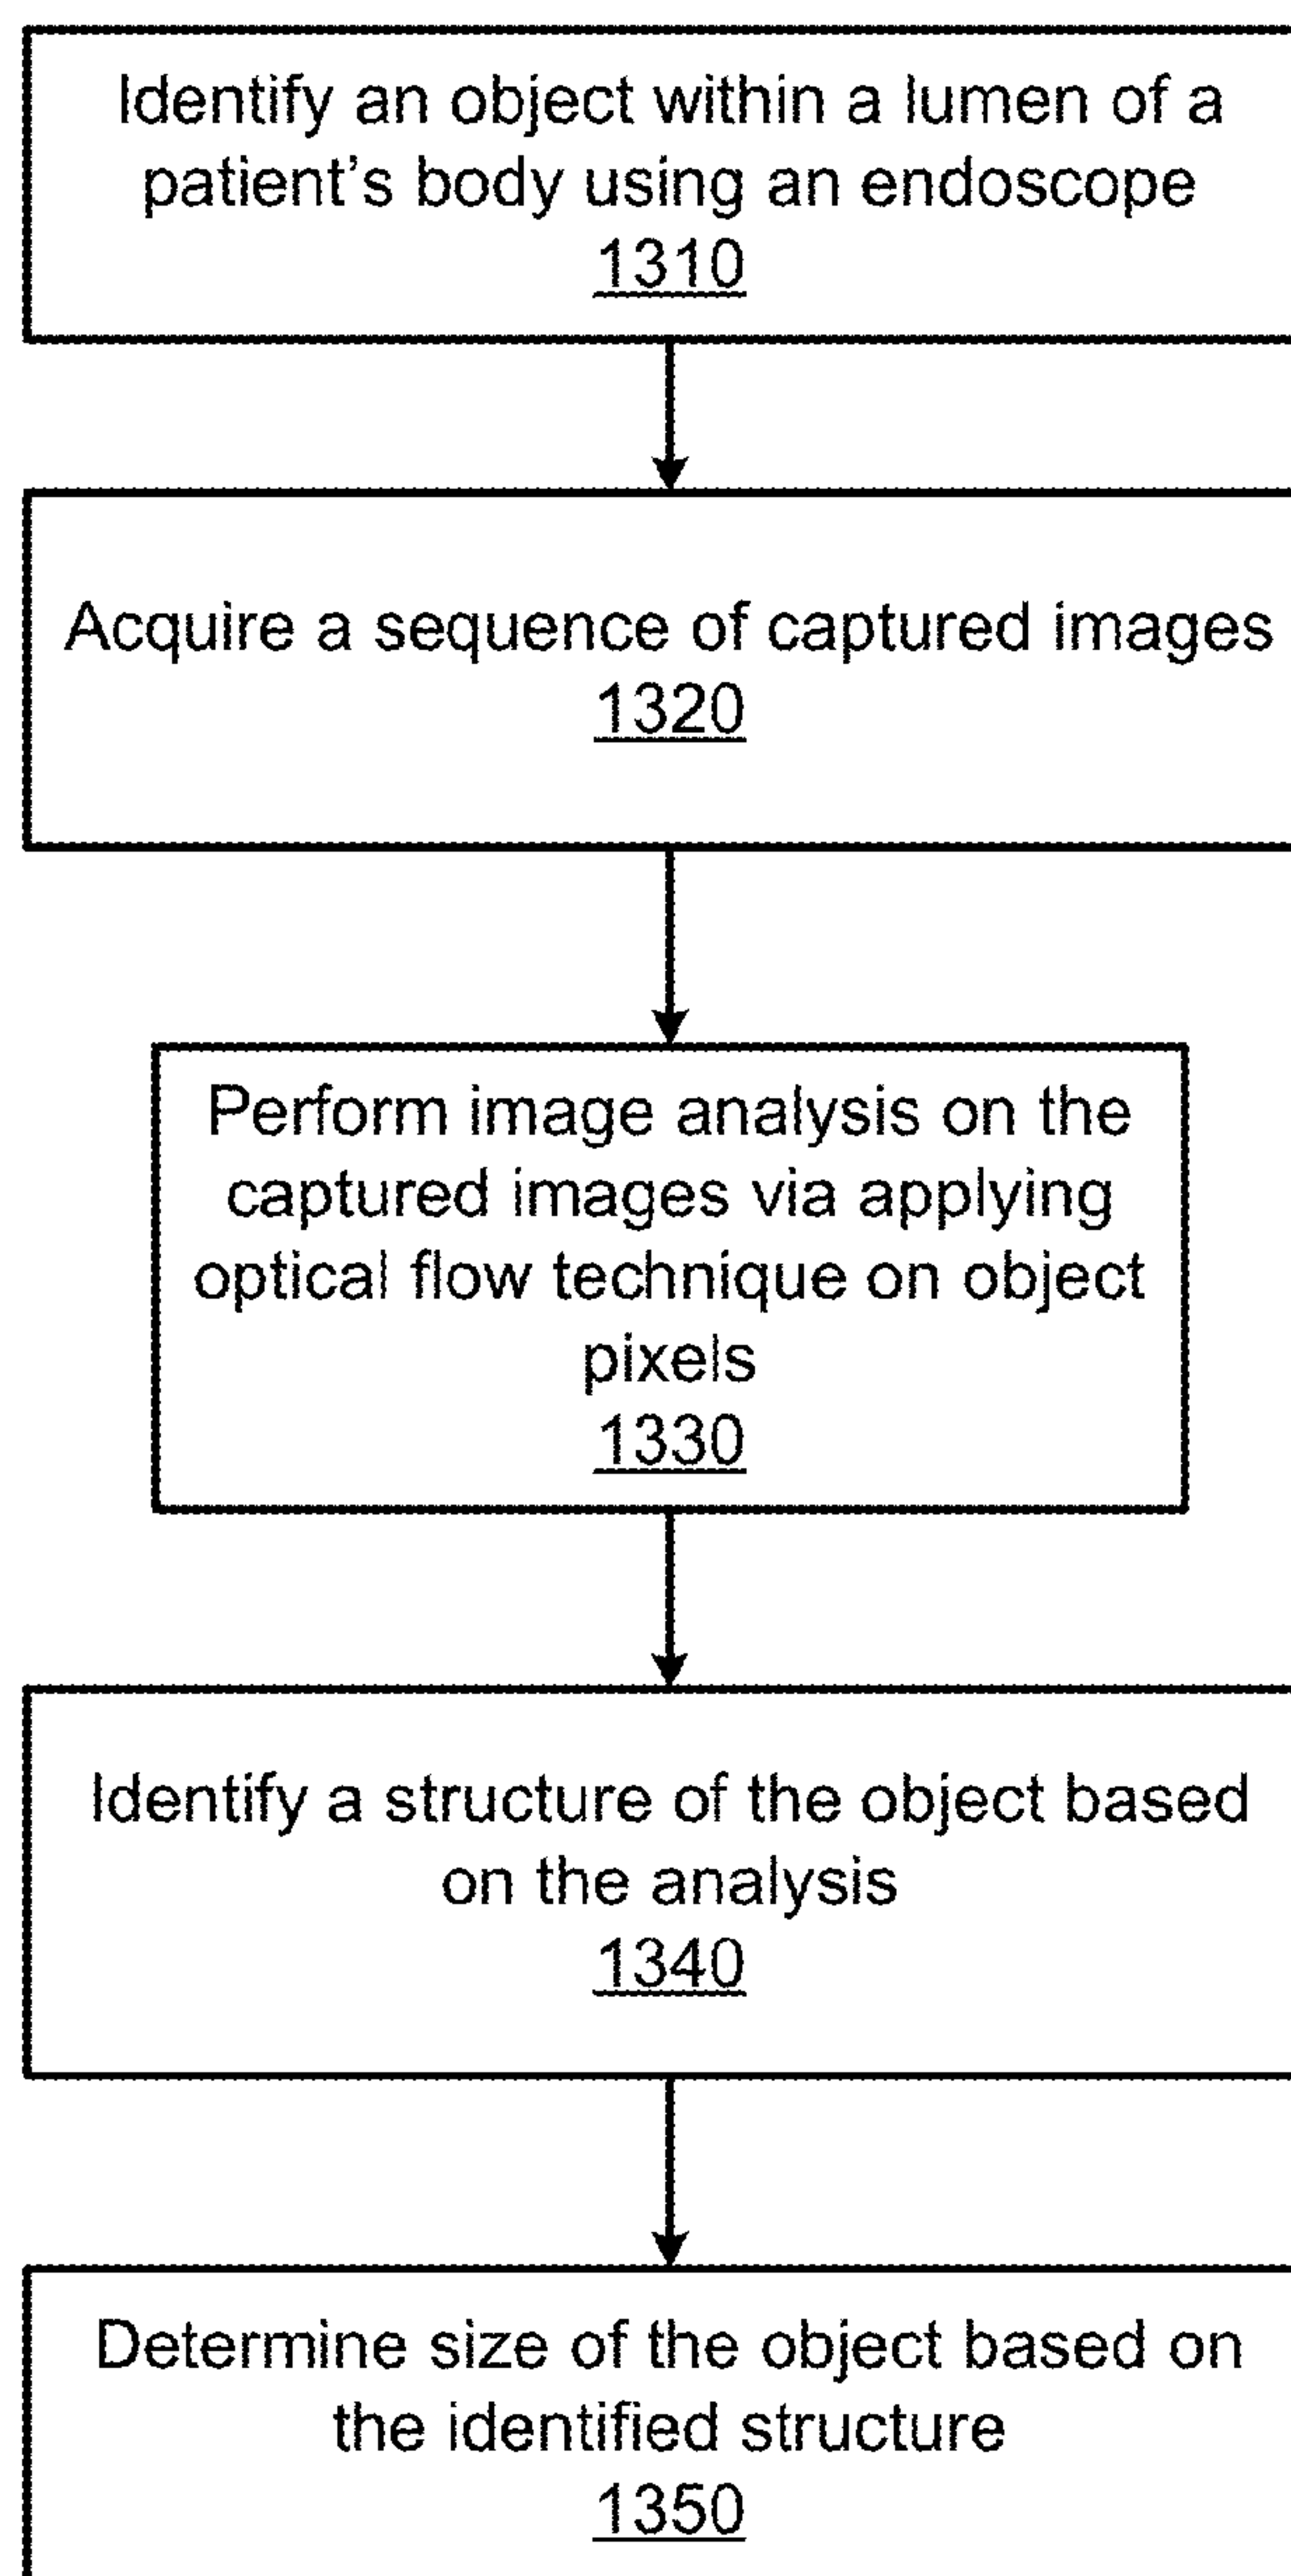 Identify an object within a lumen of a
patient's body using an endoscope
1310
Acquire a sequence of captured images
1320
Perform image analysis on the
captured images via applying
optical flow technique on object
pixels
1330
Identify a structure of the object based
on the analysis
1340
Determine size of the object based on
the identified structure
1350